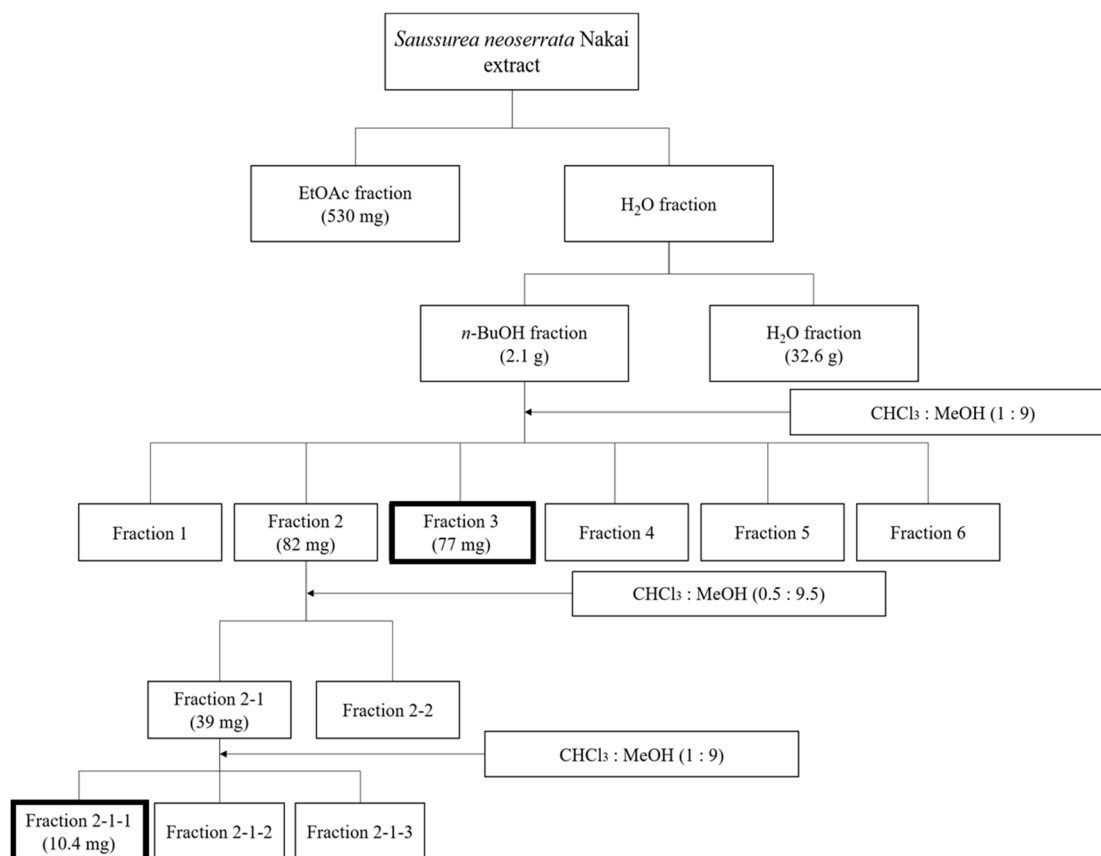 Saussurea neoserrata Nakai
extract
EtOAc fraction
(530 mg)
H₂O fraction
n-BuOH fraction
(2.1 g)
H₂O fraction
(32.6 g)
CHCl₃ : MeOH (1 : 9)
Fraction 1
Fraction 2
(82 mg)
Fraction 3
(77 mg)
Fraction 4
Fraction 5
Fraction 6
CHCl₃ : MeOH (0.5 : 9.5)
Fraction 2-1
(39 mg)
Fraction 2-2
CHCl₃ : MeOH (1 : 9)
Fraction 2-1-1
(10.4 mg)
Fraction 2-1-2
Fraction 2-1-3